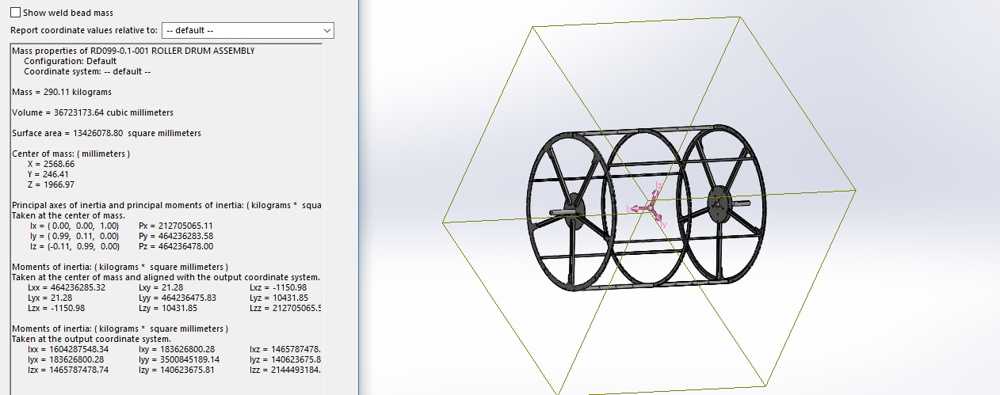 Show weld bead mass
Report coordinate values relative to: -- default --
Mass properties of RD099-0.1-001 ROLLER DRUM ASSEMBLY
Configuration: Default
Coordinate system: -- default --
Mass = 290.11 kilograms
Volume = 36723173.64 cubic millimeters
Surface area = 13426078.80 square millimeters
Center of mass: ( millimeters )
X = 2568.66
Y = 246.41
Z = 1966.97
Principal axes of inertia and principal moments of inertia: ( kilograms * squa
Taken at the center of mass.
Ix = ( 0.00, 0.00, 1.00) Px = 212705065.11
Iy = ( 0.99, 0.11, 0.00) Py = 464236283.58
Iz = (-0.11, 0.99, 0.00) Pz = 464236478.00
Moments of inertia: ( kilograms * square millimeters )
Taken at the center of mass and aligned with the output coordinate system.
Lxx = 464236285.32 Lxy = 21.28 Lxz = -1150.98
Lyx = 21.28 Lyy = 464236475.83 Lyz = 10431.85
Lzx = -1150.98 Lzy = 10431.85 Lzz = 212705065.5
Moments of inertia: ( kilograms * square millimeters )
Taken at the output coordinate system.
Ixx = 1604287548.34 Ixy = 183626800.28 Ixz = 1465787478.
Iyx = 183626800.28 Iyy = 3500845189.14 Iyz = 140623675.8
Izx = 1465787478.74 Izy = 140623675.81 Izz = 2144493184.
Iz
Ix
Iy